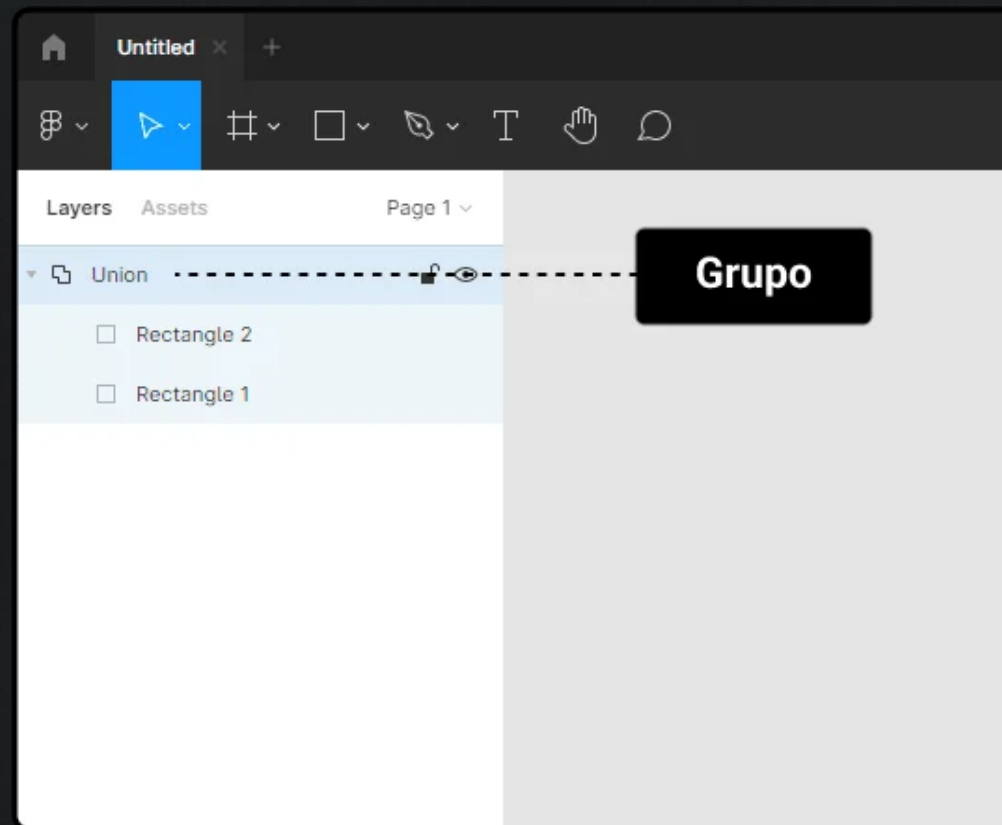 Untitled
Layers Assets Page 1
Union
Grupo
Rectangle 2
Rectangle 1